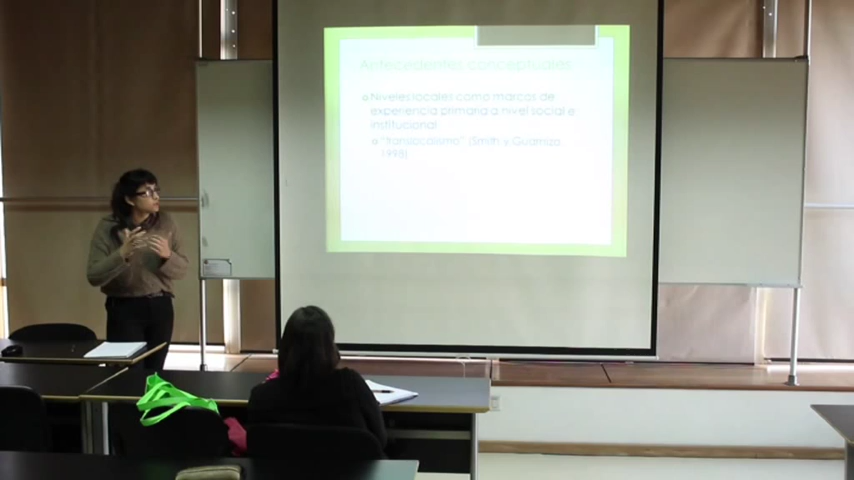 Antecedentes conceptuales
Niveles locales como marcos de
experiencia primaria a nivel social e
institucional
"Translocalismo" (Smith y Guarnizo,
1998)